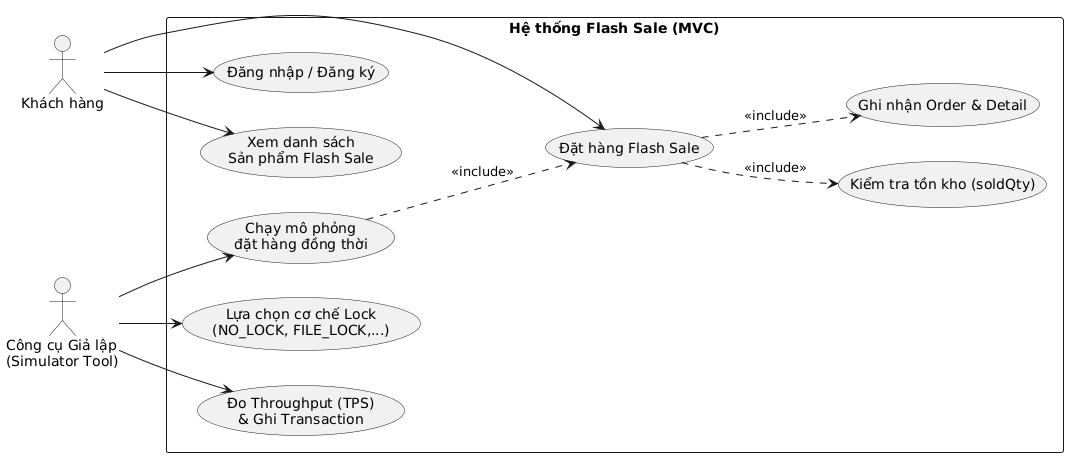 Hệ thống Flash Sale (MVC)
Khách hàng
Đăng nhập / Đăng ký
Xem danh sách
Sản phẩm Flash Sale
Đặt hàng Flash Sale
«include»
Ghi nhận Order & Detail
«include»
Kiểm tra tồn kho (soldQty)
«include»
Chạy mô phỏng
đặt hàng đồng thời
Công cụ Giả lập
(Simulator Tool)
Lựa chọn cơ chế Lock
(NO_LOCK, FILE_LOCK,...)
Đo Throughput (TPS)
& Ghi Transaction